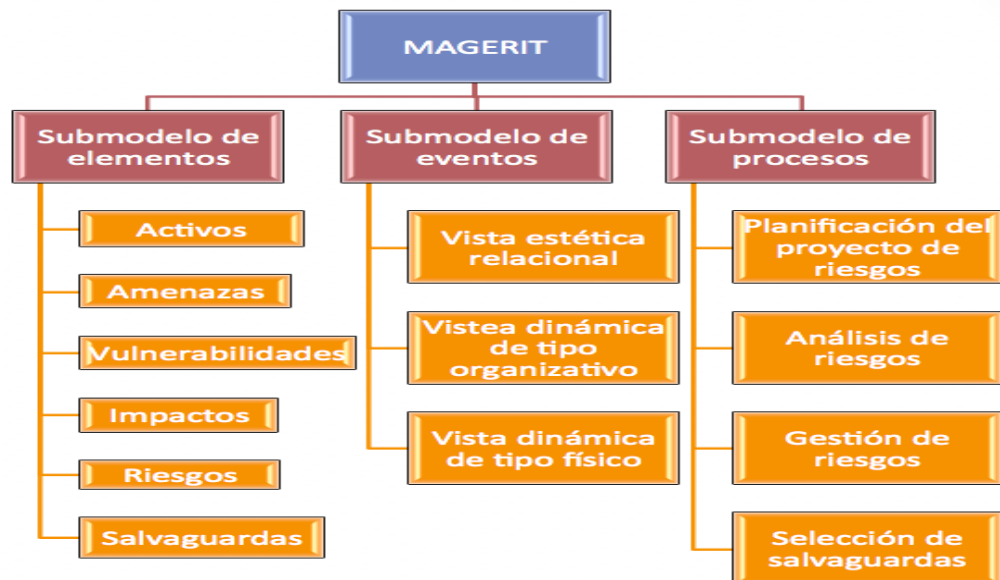 MAGERIT
Submodelo de
elementos
Activos
Amenazas
Vulnerabilidades
Impactos
Riesgos
Salvaguardas
Submodelo de
eventos
Vista estética
relacional
Vistea dinámica
de tipo
organizativo
Vista dinámica
de tipo físico
Submodelo de
procesos
Planificación del
proyecto de
riesgos
Análisis de
riesgos
Gestión de
riesgos
Selección de
salvaguardas